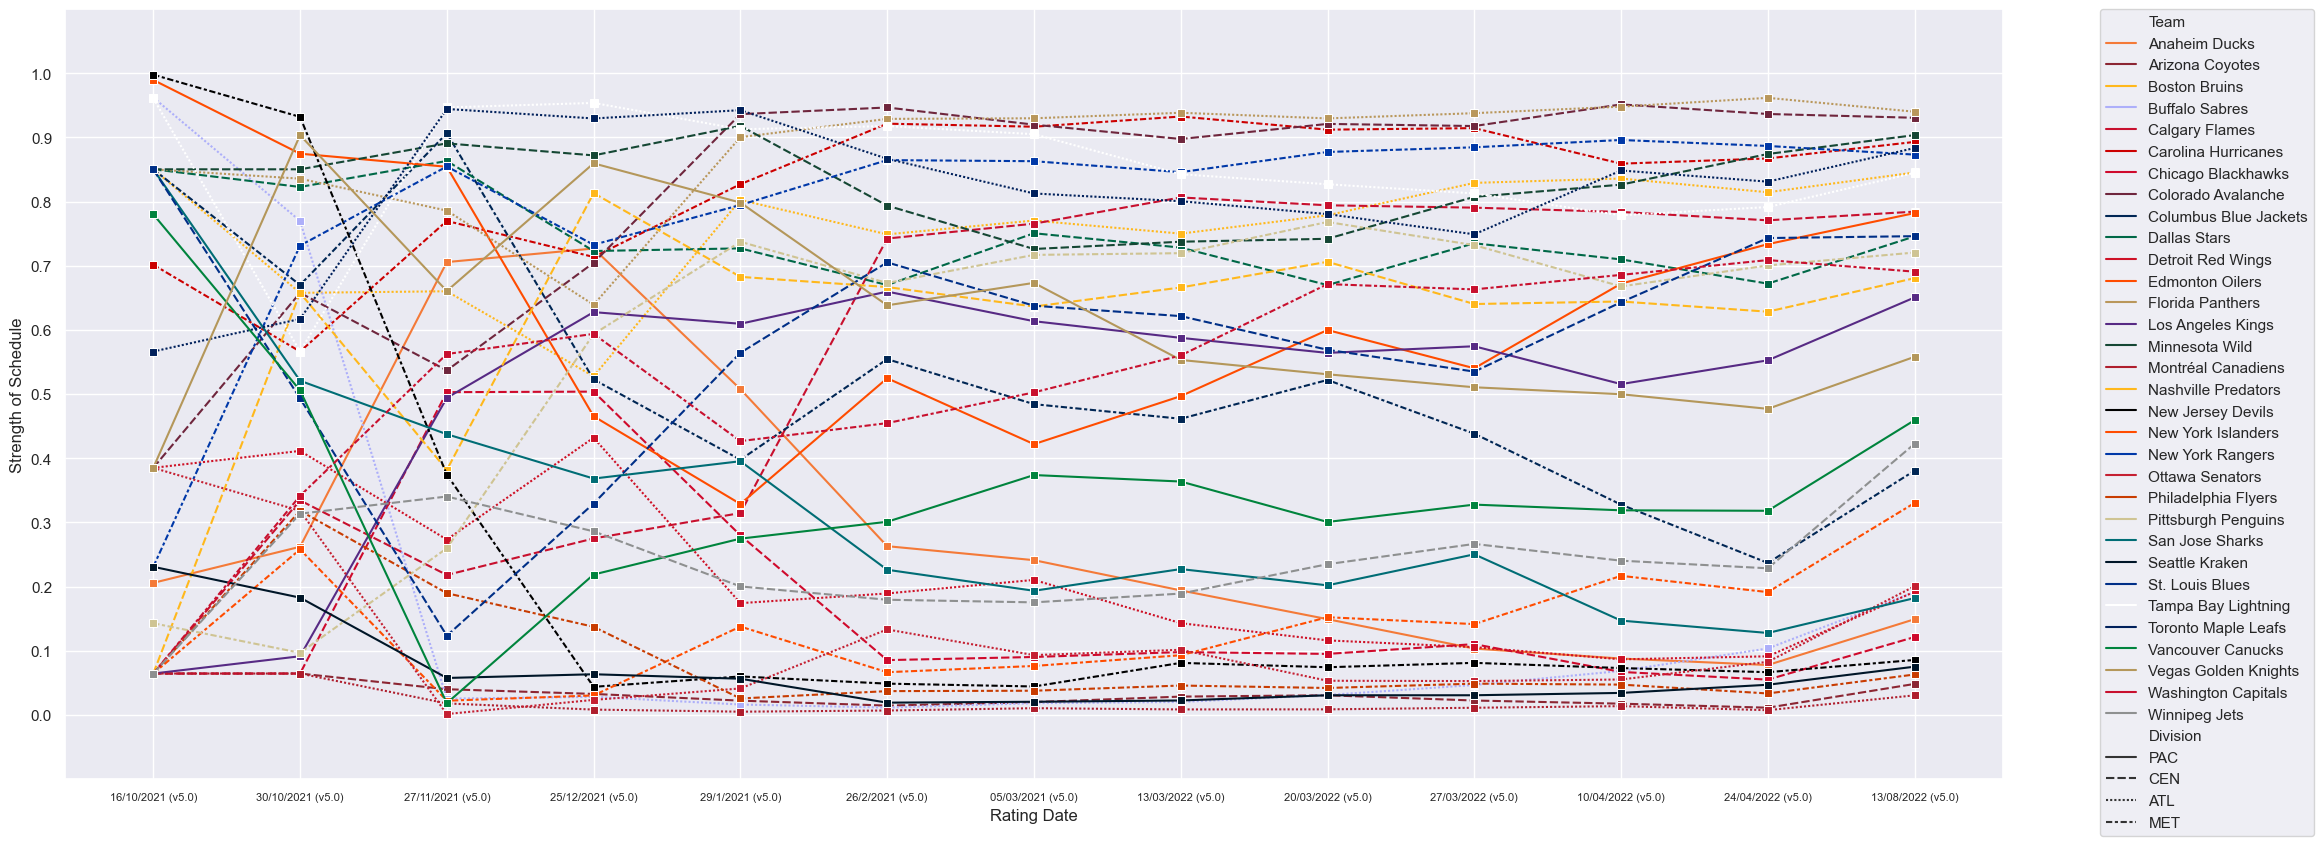 1.0
0.9
0.8
0.7
0.6
0.5
0.4
0.3
0.2
0.1
0.0
Strength of Schedule
16/10/2021 (v5.0) 30/10/2021 (v5.0) 27/11/2021 (v5.0) 25/12/2021 (v5.0) 29/1/2021 (v5.0) 26/2/2021 (v5.0) 05/03/2021 (v5.0) 13/03/2022 (v5.0) 20/03/2022 (v5.0) 27/03/2022 (v5.0) 10/04/2022 (v5.0) 24/04/2022 (v5.0) 13/08/2022 (v5.0)
Rating Date
Team
Anaheim Ducks
Arizona Coyotes
Boston Bruins
Buffalo Sabres
Calgary Flames
Carolina Hurricanes
Chicago Blackhawks
Colorado Avalanche
Columbus Blue Jackets
Dallas Stars
Detroit Red Wings
Edmonton Oilers
Florida Panthers
Los Angeles Kings
Minnesota Wild
Montréal Canadiens
Nashville Predators
New Jersey Devils
New York Islanders
New York Rangers
Ottawa Senators
Philadelphia Flyers
Pittsburgh Penguins
San Jose Sharks
Seattle Kraken
St. Louis Blues
Tampa Bay Lightning
Toronto Maple Leafs
Vancouver Canucks
Vegas Golden Knights
Washington Capitals
Winnipeg Jets
Division
PAC
CEN
ATL
MET